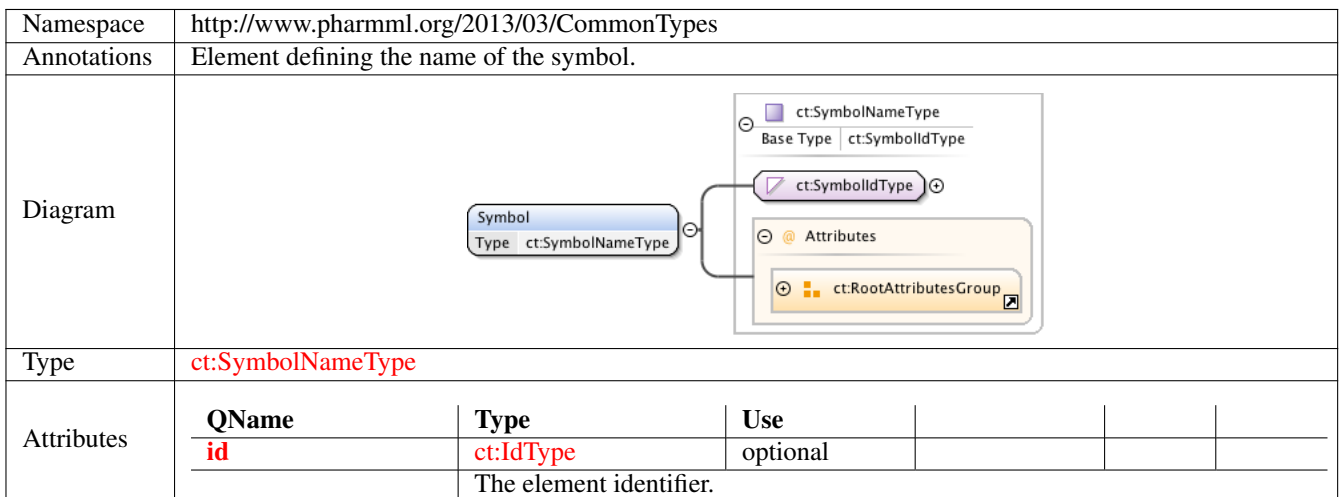 Namespace http://www.pharmml.org/2013/03/CommonTypes
Annotations Element defining the name of the symbol.
Diagram
ct:SymbolNameType
Base Type ct:SymbolIdType
ct:SymbolIdType
Symbol
Type ct:SymbolNameType
@ Attributes
ct:RootAttributesGroup
Type ct:SymbolNameType
Attributes
QName Type Use
id ct:IdType optional
The element identifier.